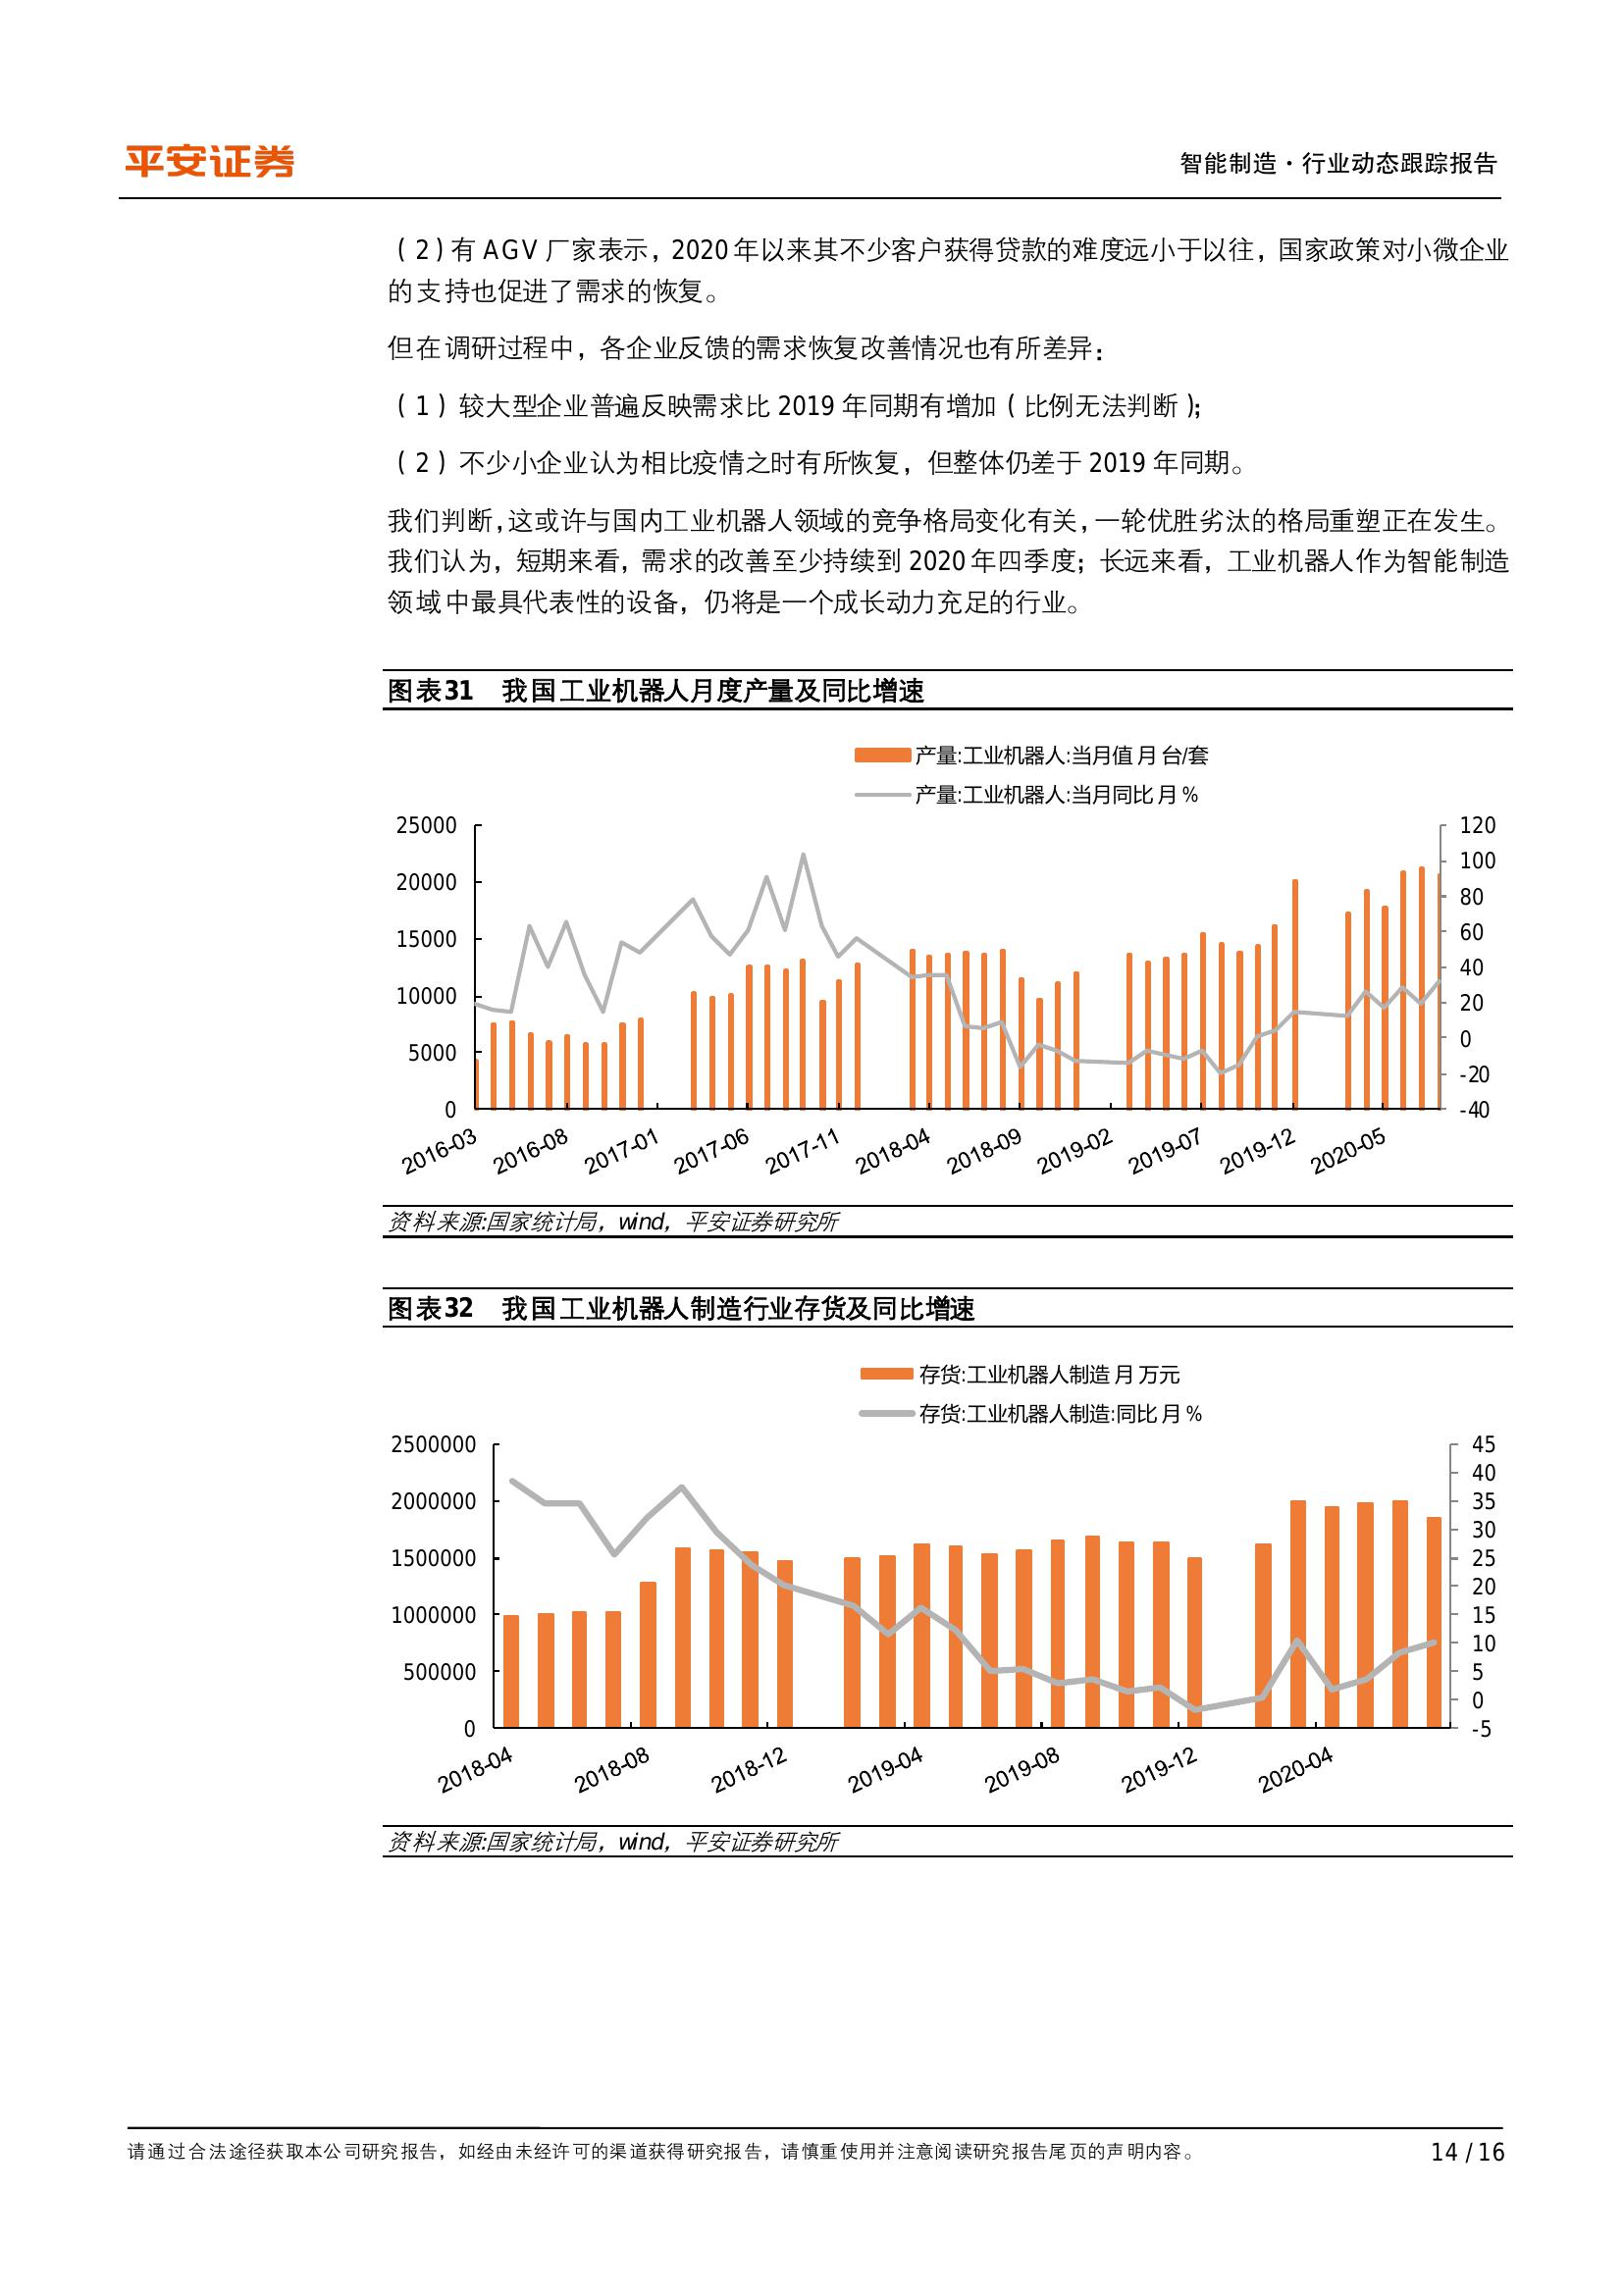 平安证券
智能制造·行业动态跟踪报告
（2）有 AGV 厂家表示，2020 年以来其不少客户获得贷款的难度远小于以往，国家政策对小微企业
的支持也促进了需求的恢复。
但在调研过程中，各企业反馈的需求恢复改善情况也有所差异：
（1）较大型企业普遍反映需求比 2019 年同期有增加（比例无法判断）；
（2）不少小企业认为相比疫情之时有所恢复，但整体仍差于 2019 年同期。
我们判断，这或许与国内工业机器人领域的竞争格局变化有关，一轮优胜劣汰的格局重塑正在发生。
我们认为，短期来看，需求的改善至少持续到 2020 年四季度；长远来看，工业机器人作为智能制造
领域中最具代表性的设备，仍将是一个成长动力充足的行业。
图表31 我国工业机器人月度产量及同比增速
产量:工业机器人:当月值 月 台/套
产量:工业机器人:当月同比 月 %
25000
20000
15000
10000
5000
0
120
100
80
60
40
20
0
-20
-40
2016-03 2016-08 2017-01 2017-06 2017-11 2018-04 2018-09 2019-02 2019-07 2019-12 2020-05
资料来源:国家统计局，wind，平安证券研究所
图表32 我国工业机器人制造行业存货及同比增速
存货:工业机器人制造 月 万元
存货:工业机器人制造:同比 月 %
2500000
2000000
1500000
1000000
500000
0
45
40
35
30
25
20
15
10
5
0
-5
2018-04 2018-08 2018-12 2019-04 2019-08 2019-12 2020-04
资料来源:国家统计局，wind，平安证券研究所
请通过合法途径获取本公司研究报告，如经由未经许可的渠道获得研究报告，请慎重使用并注意阅读研究报告尾页的声明内容。
14 / 16